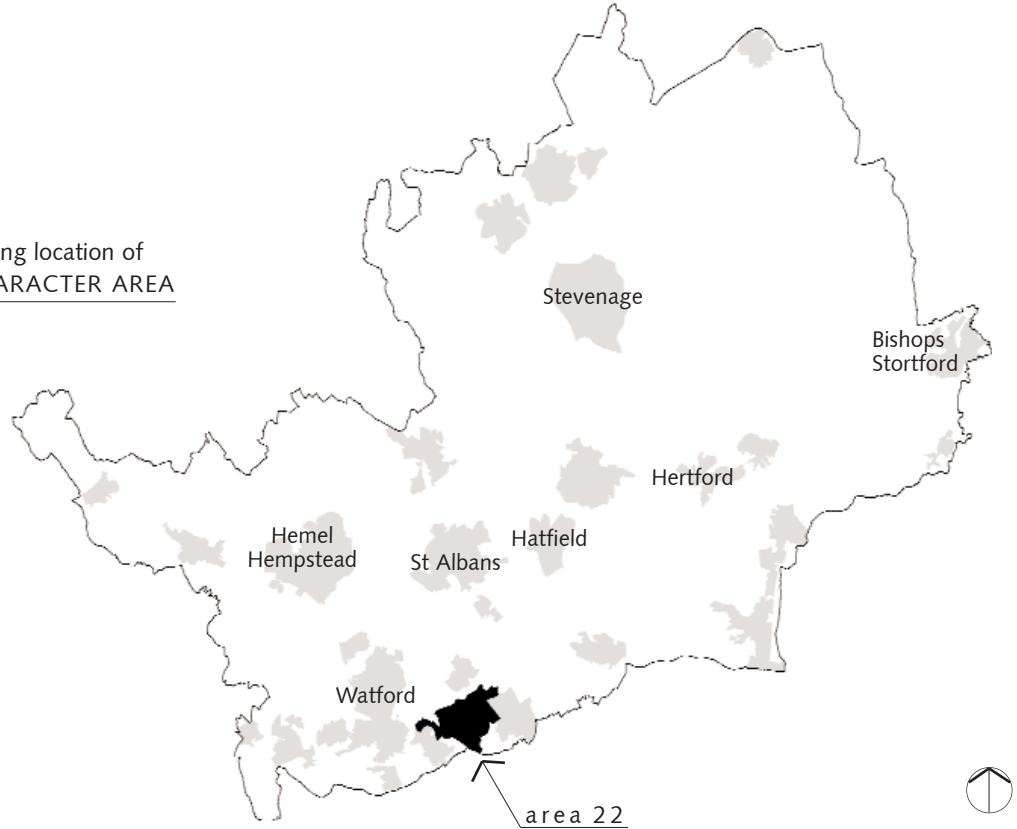 ng location of
ARACTER AREA
Stevenage
Bishops
Stortford
Hertford
Hemel
Hempstead
St Albans
Hatfield
Watford
area 22